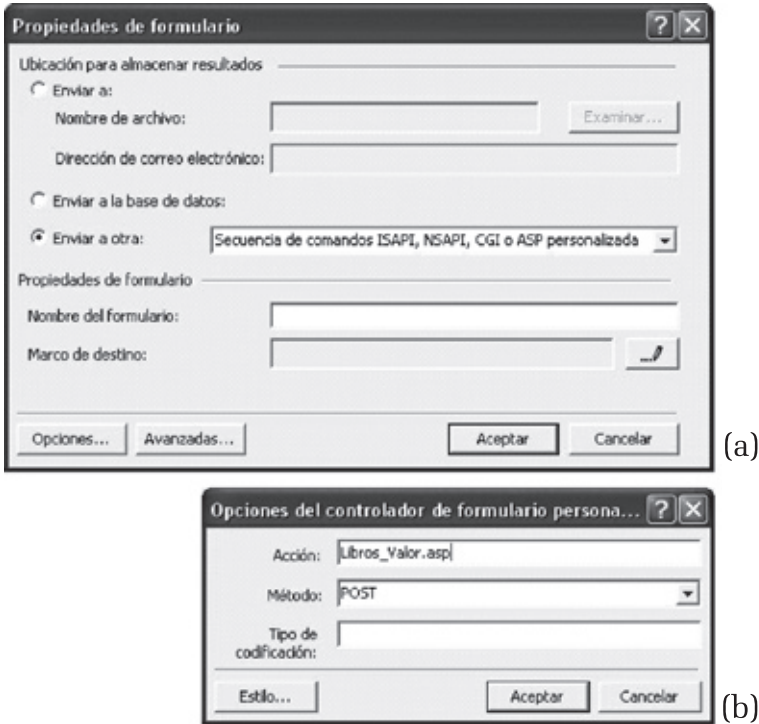 Propiedades de formulario
Ubicación para almacenar resultados
Enviar a:
Nombre de archivo:
Examinar...
Dirección de correo electrónico:
Enviar a la base de datos:
Enviar a otra:
Secuencia de comandos ISAPI, NSAPI, CGI o ASP personalizada
Propiedades de formulario
Nombre del formulario:
Marco de destino:
Opciones...
Avanzadas...
Aceptar
Cancelar
(a)
Opciones del controlador de formulario persona...
Acción:
Libros_Valor.asp
Método:
POST
Tipo de
codificación:
Estilo...
Aceptar
Cancelar
(b)